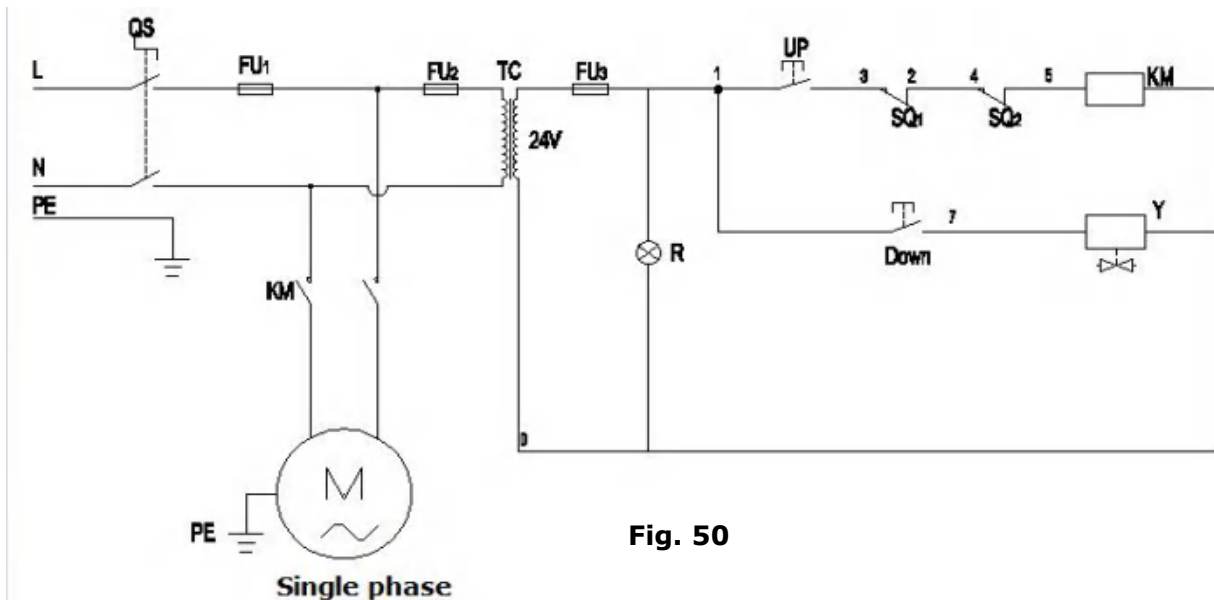 QS
UP
L
FU1
FU2
TC
FU3
1
3
2
4
5
KM
SQ1
SQ2
24V
N
PE
7
Y
Down
R
KM
0
M
PE
Fig. 50
Single phase